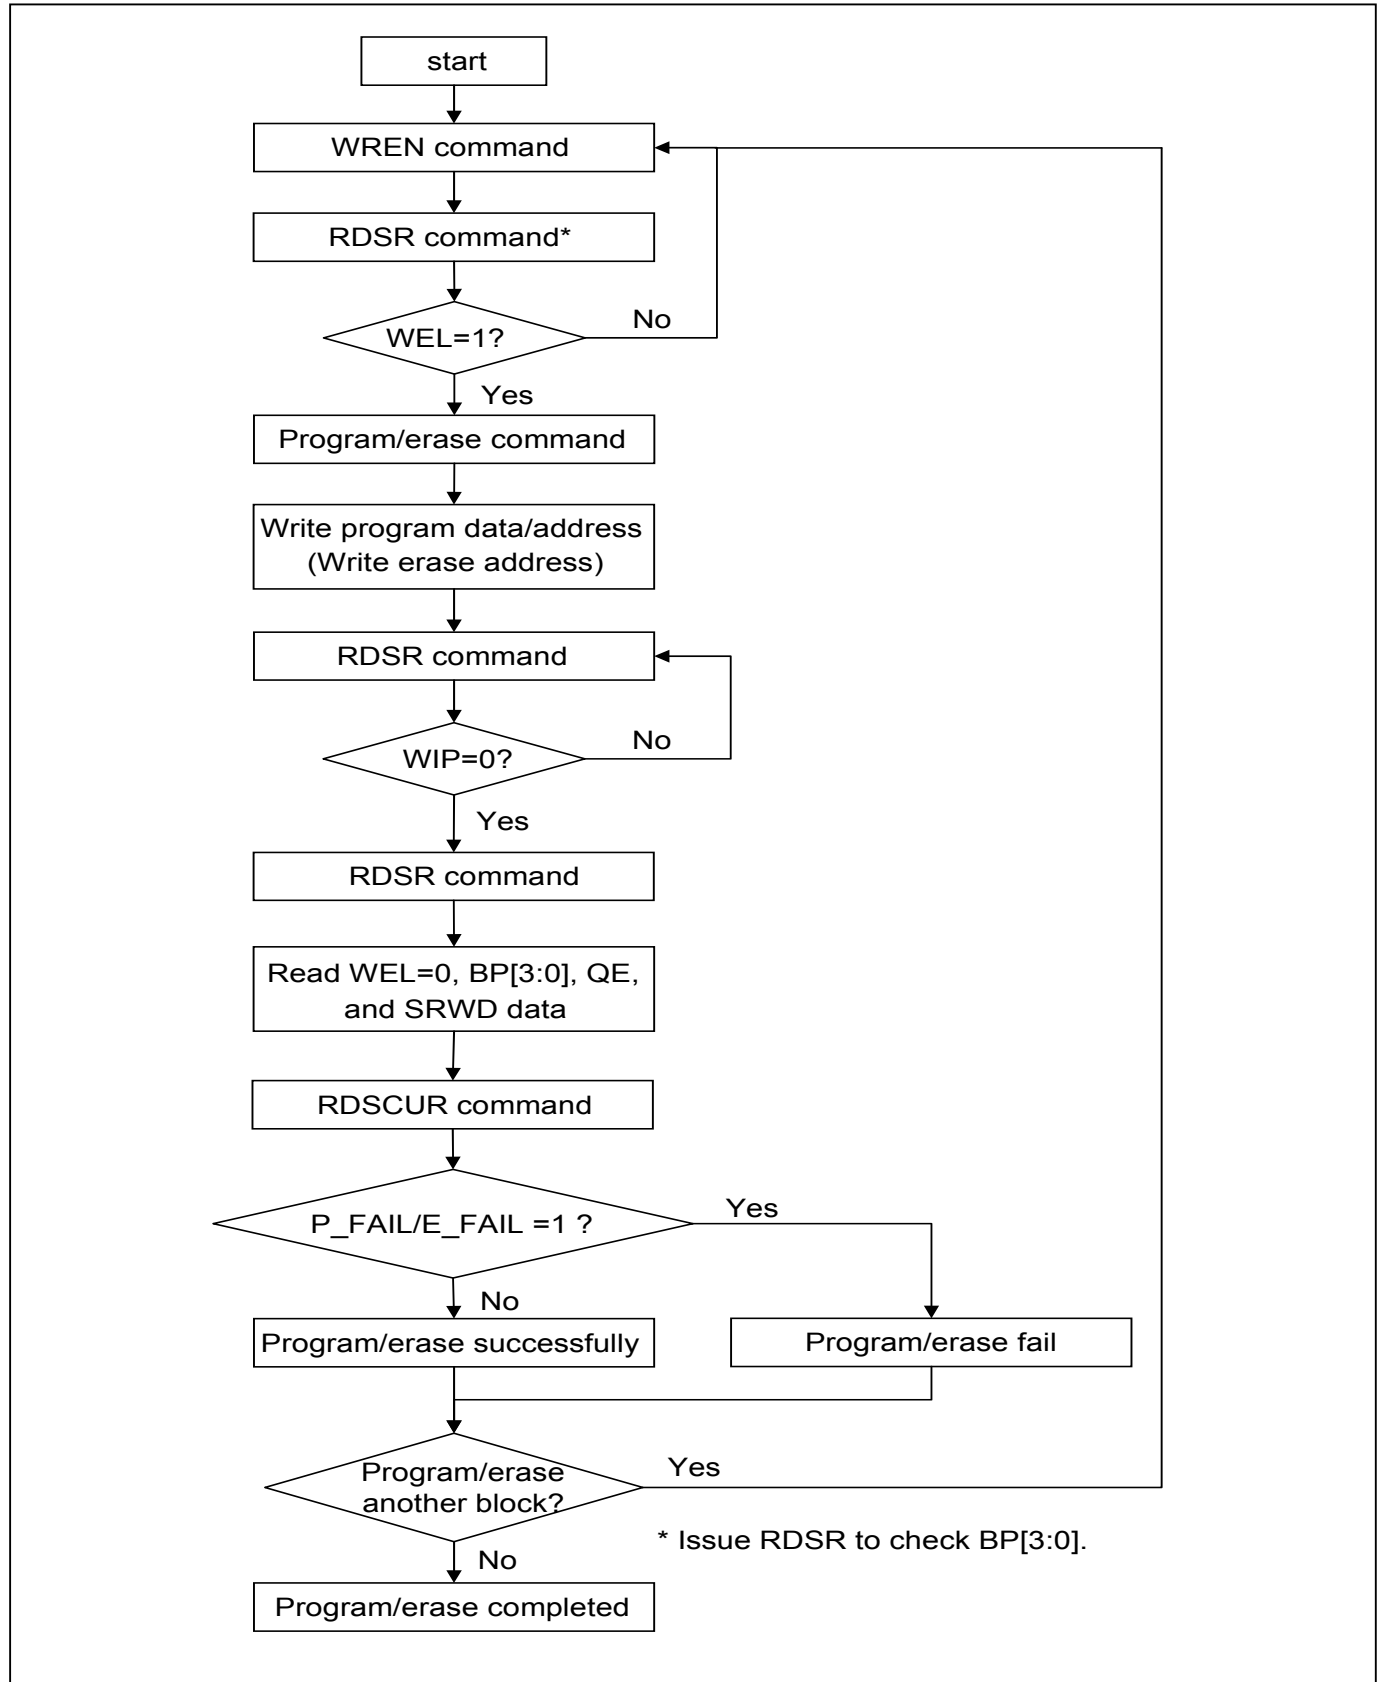 start
WREN command
RDSR command*
WEL=1?
No
Yes
Program/erase command
Write program data/address
(Write erase address)
RDSR command
WIP=0?
No
Yes
RDSR command
Read WEL=0, BP[3:0], QE,
and SRWD data
RDSCUR command
P_FAIL/E_FAIL =1 ?
Yes
No
Program/erase successfully
Program/erase fail
Program/erase
another block?
Yes
* Issue RDSR to check BP[3:0].
No
Program/erase completed